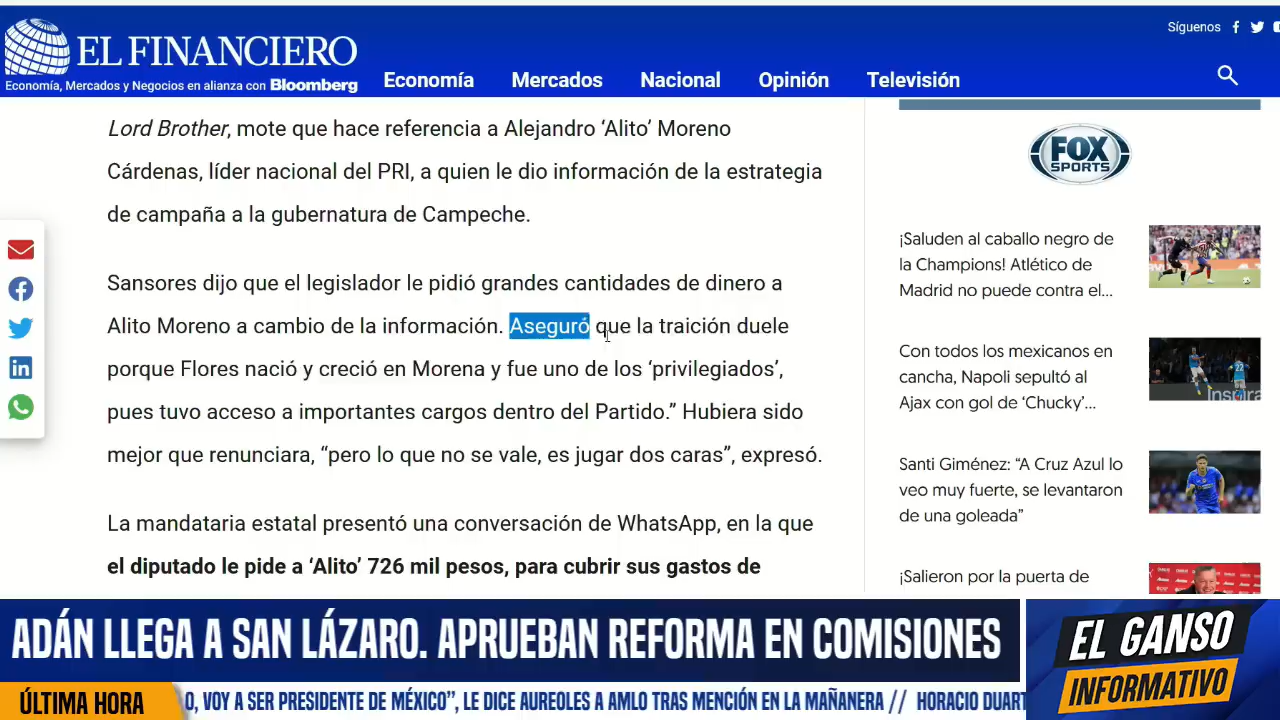 EL FINANCIERO
Economía, Mercados y Negocios en alianza con Bloomberg
Economía Mercados Nacional Opinión Televisión
Síguenos
Lord Brother, mote que hace referencia a Alejandro ‘Alito’ Moreno
Cárdenas, líder nacional del PRI, a quien le dio información de la estrategia
de campaña a la gubernatura de Campeche.
Sansores dijo que el legislador le pidió grandes cantidades de dinero a
Alito Moreno a cambio de la información. Aseguró que la traición duele
porque Flores nació y creció en Morena y fue uno de los ‘privilegiados’,
pues tuvo acceso a importantes cargos dentro del Partido.” Hubiera sido
mejor que renunciara, “pero lo que no se vale, es jugar dos caras”, expresó.
La mandataria estatal presentó una conversación de WhatsApp, en la que
el diputado le pide a ‘Alito’ 726 mil pesos, para cubrir sus gastos de
FOX
SPORTS
¡Saluden al caballo negro de
la Champions! Atlético de
Madrid no puede contra el...
Con todos los mexicanos en
cancha, Napoli sepultó al
Ajax con gol de ‘Chucky’...
Santi Giménez: “A Cruz Azul lo
veo muy fuerte, se levantaron
de una goleada”
¡Salieron por la puerta de
ADÁN LLEGA A SAN LÁZARO. APRUEBAN REFORMA EN COMISIONES
EL GANSO
INFORMATIVO
ÚLTIMA HORA
O, VOY A SER PRESIDENTE DE MÉXICO”, LE DICE AUREOLES A AMLO TRAS MENCIÓN EN LA MAÑANERA // HORACIO DUART